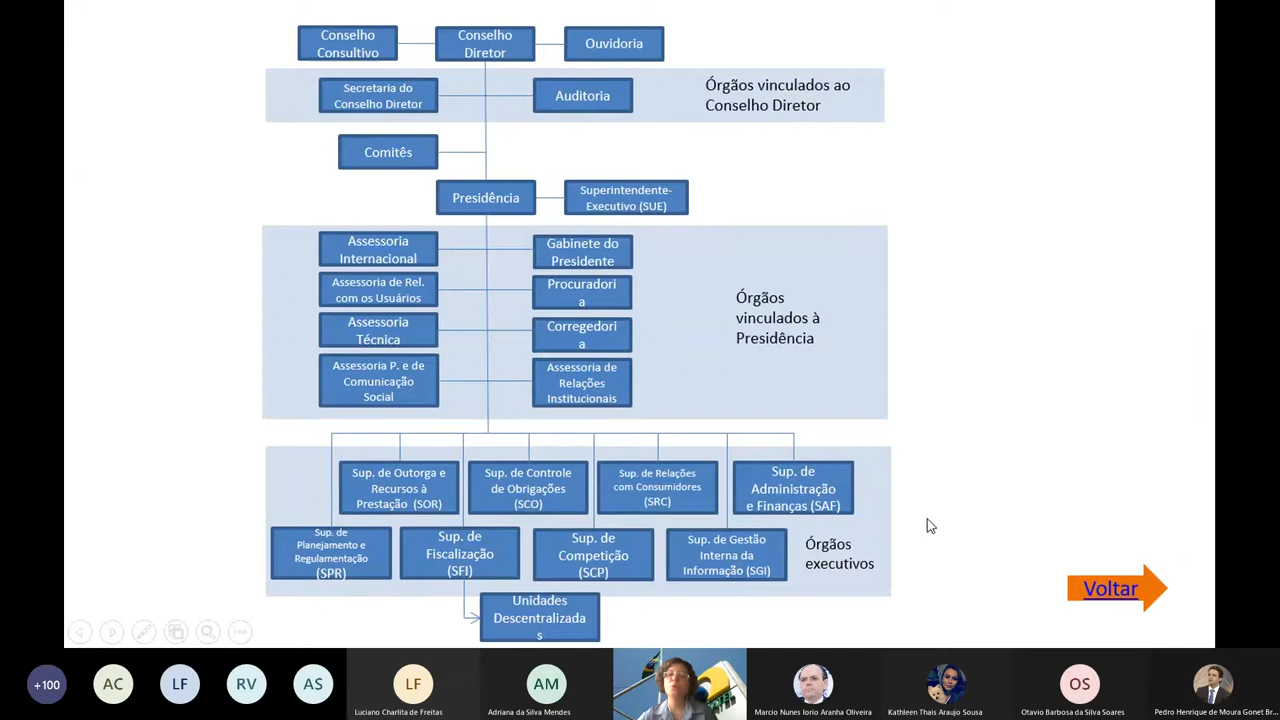 Conselho
Consultivo
Conselho
Diretor
Ouvidoria
Secretaria do
Conselho Diretor
Auditoria
Órgãos vinculados ao
Conselho Diretor
Comitês
Presidência
Superintendente-
Executivo (SUE)
Assessoria
Internacional
Gabinete do
Presidente
Assessoria de Rel.
com os Usuários
Procuradori
a
Assessoria
Técnica
Corregedori
a
Assessoria P. e de
Comunicação
Social
Assessoria de
Relações
Institucionais
Órgãos
vinculados à
Presidência
Sup. de Outorga e
Recursos à
Prestação (SOR)
Sup. de Controle
de Obrigações
(SCO)
Sup. de Relações
com Consumidores
(SRC)
Sup. de
Administração
e Finanças (SAF)
Sup. de
Planejamento e
Regulamentação
(SPR)
Sup. de
Fiscalização
(SFI)
Sup. de
Competição
(SCP)
Sup. de Gestão
Interna da
Informação (SGI)
Órgãos
executivos
Unidades
Descentralizada
s
Voltar
+100
AC
LF
RV
AS
LF
Luciano Charlita de Freitas
AM
Adriana da Silva Mendes
Marcio Nunes Iorio Aranha Oliveira
Kathleen Thais Araujo Sousa
OS
Otavio Barbosa da Silva Soares
Pedro Henrique de Moura Gonet Br...